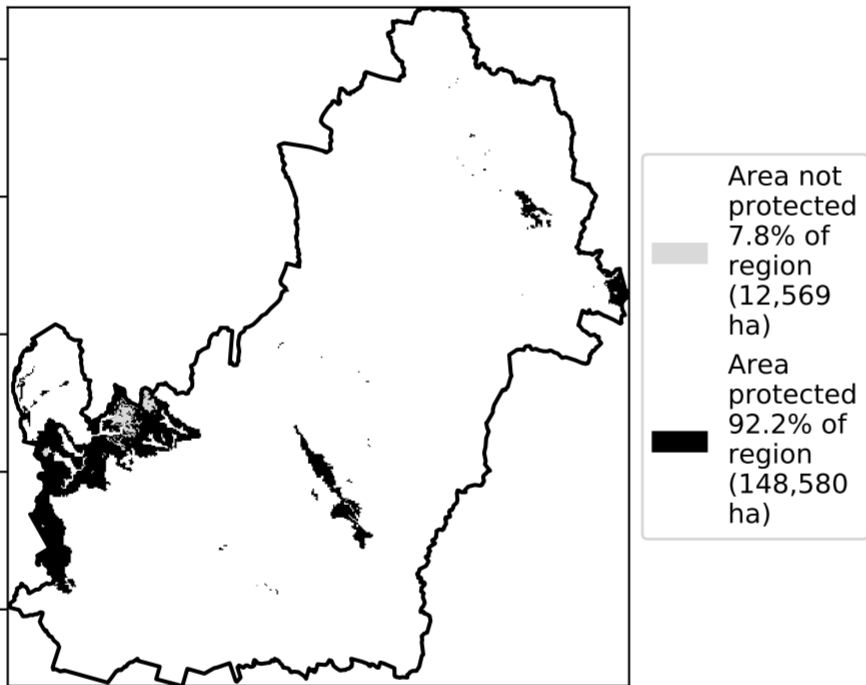 Area not
protected
7.8% of
region
(12,569
ha)
Area
protected
92.2% of
region
(148,580
ha)